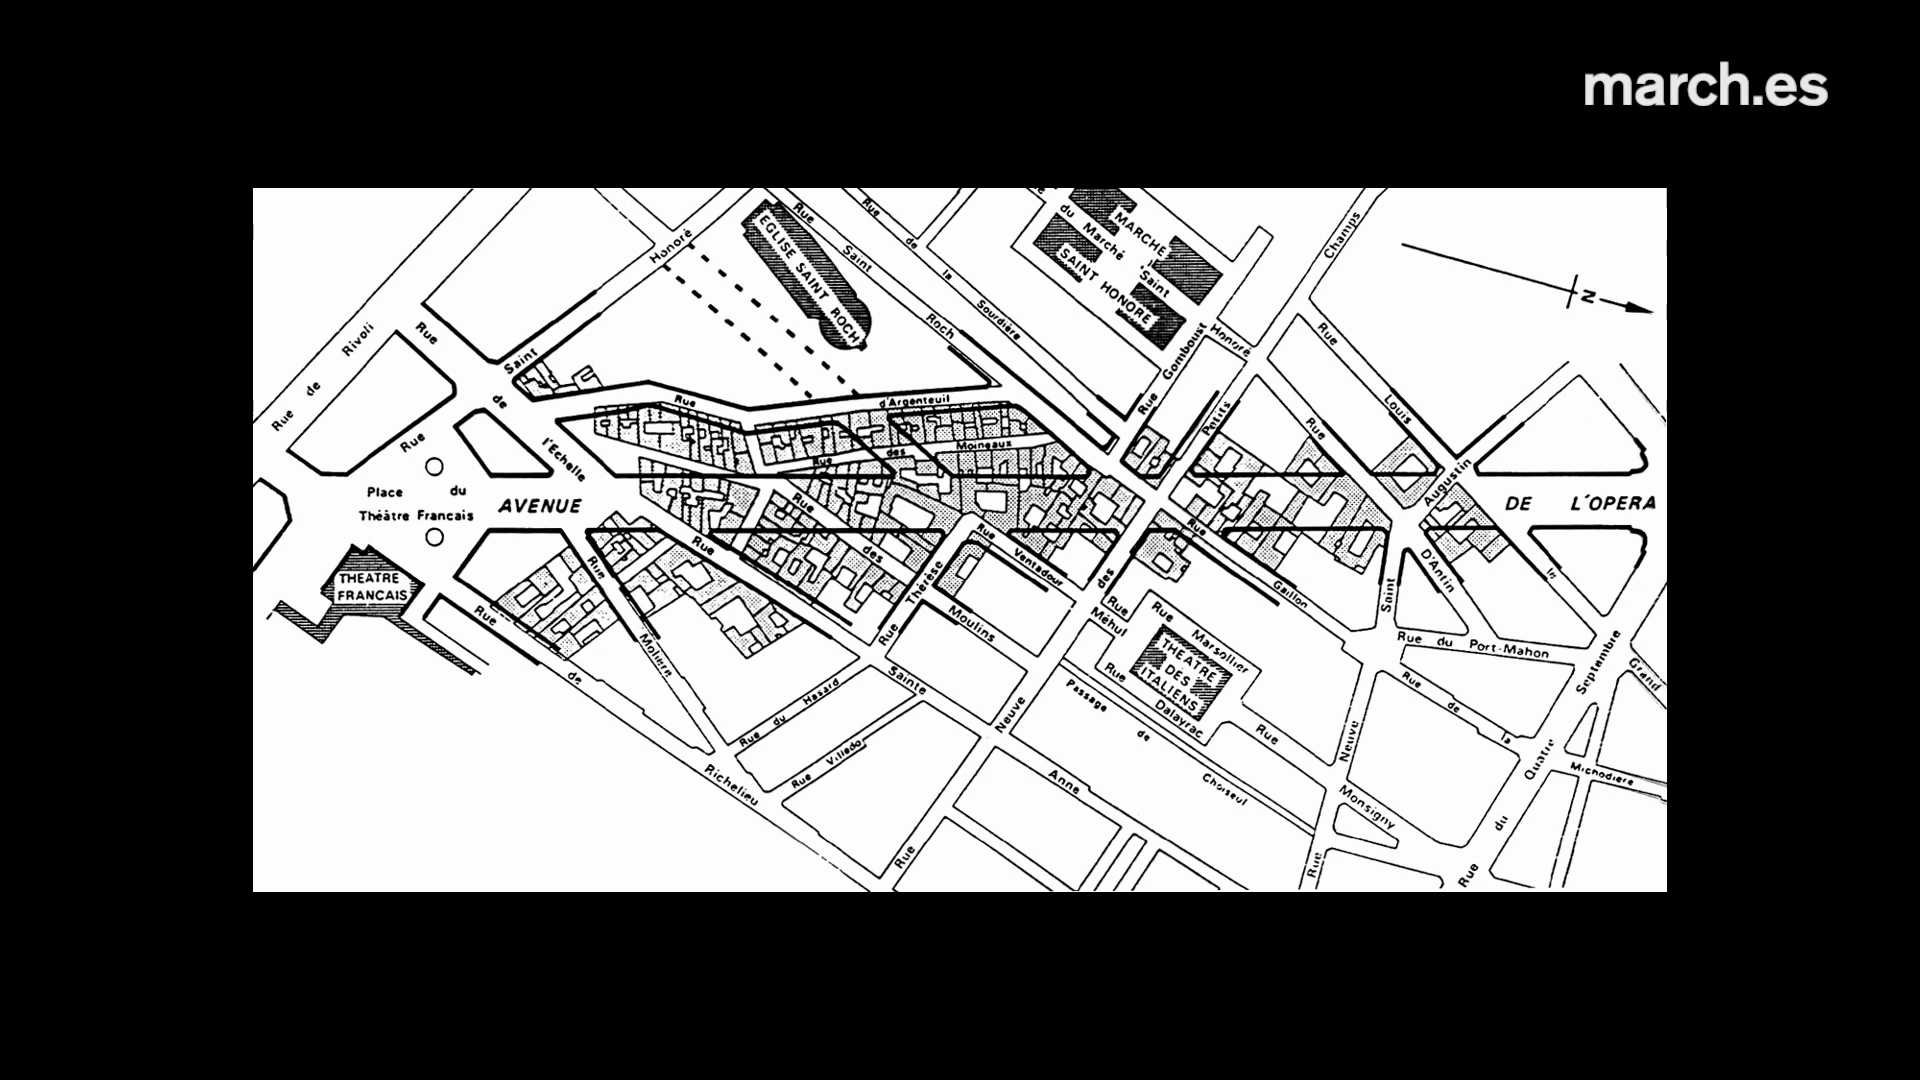 march.es
Rue de Rivoli
Rue de l'Echelle
Rue Saint Honoré
EGLISE SAINT ROCH
Rue Saint Roch
Rue de la Sourdière
du Marché Saint
MARCHE
SAINT HONORE
Rue Gomboust
Honoré
Champs
N
Rue Louis
Rue
Petits
Rue d'Argenteuil
Rue des Moineaux
Rue
Place du
Théâtre Francais
AVENUE
DE L'OPERA
Augustin
THEATRE
FRANCAIS
Rue de Richelieu
Rue Molière
Rue
Rue des Moulins
Rue Thérèse
Rue Ventadour
des
Rue Gaillon
Saint
D'Antin
le
Rue Méhul
Rue Marsollier
THEATRE
DES
ITALIENS
Rue Dalayrac
Rue du Port-Mahon
Septembre
Grand
Rue du Hasard
Rue Villedo
Sainte
Anne
Neuve
Rue
Passage de Choiseul
Rue Monsigny
Rue de la Michodière
Rue Neuve
Rue du Quatre